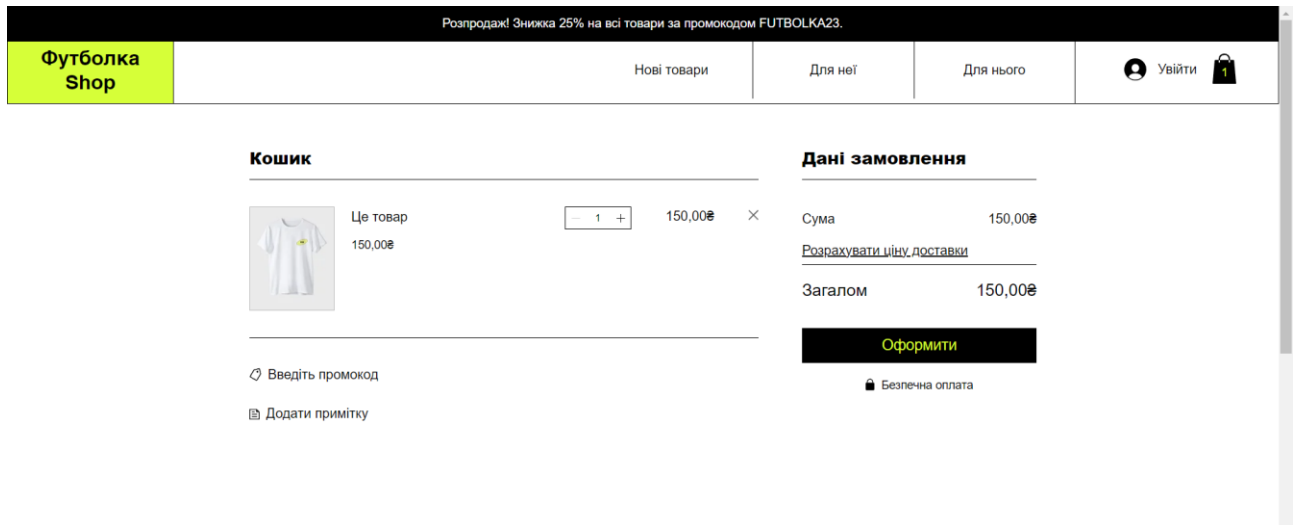 Розпродаж! Знижка 25% на всі товари за промокодом FUTBOLKA23.
Футболка
Shop
Нові товари
Для неї
Для нього
Увійти
1
Кошик
Це товар
150,00₴
− 1 +
150,00₴
Введіть промокод
Додати примітку
Дані замовлення
Сума 150,00₴
Розрахувати ціну доставки
Загалом 150,00₴
Оформити
Безпечна оплата